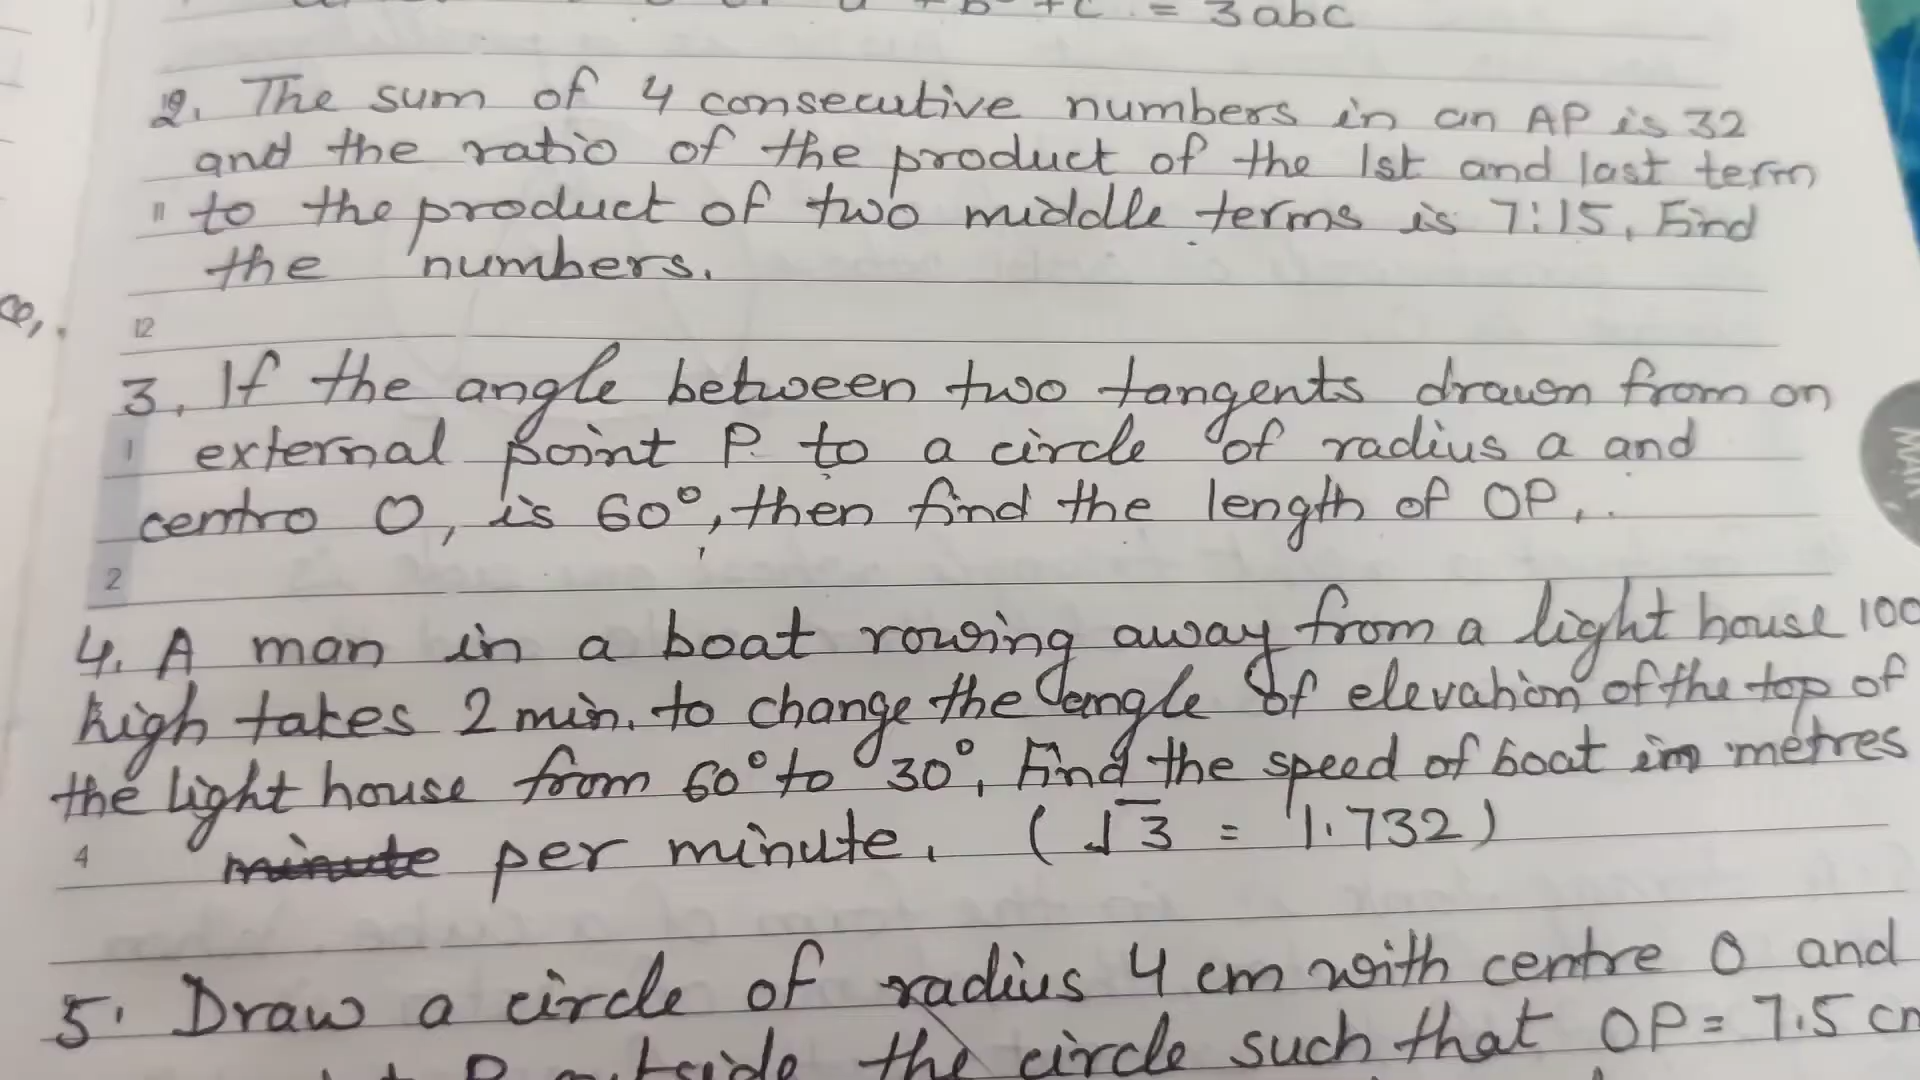 = 3abc
2. The sum of 4 consecutive numbers in an AP is 32
and the ratio of the product of the 1st and last term
11 to the product of two middle terms is 7:15. Find
the numbers.
12
3. If the angle between two tangents drawn from an
1 external point P. to a circle of radius a and
centro O, is 60°, then find the length of OP.
2
4. A man in a boat rowing away from a light house 100
high takes 2 min. to change the angle of elevation of the top of
the light house from 60° to 30°. Find the speed of boat in metres
4 minute per minute. (√3 = 1.732)
5. Draw a circle of radius 4 cm with centre O and
P outside the circle such that OP = 7.5 cm